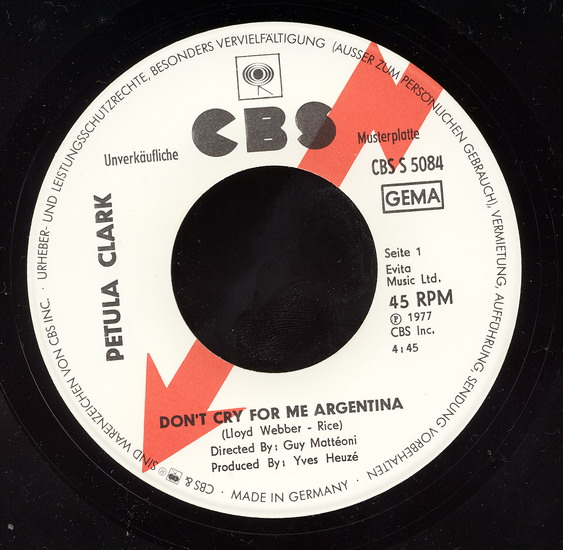 URHEBER- UND LEISTUNGSSCHUTZRECHTE, BESONDERS VERVIELFÄLTIGUNG (AUSSER ZUM PERSÖNLICHEN GEBRAUCH), VERMIETUNG, AUFFÜHRUNG, SENDUNG VORBEHALTEN
CBS
Unverkäufliche
Musterplatte
CBS S 5084
GEMA
PETULA CLARK
Seite 1
Evita
Music Ltd.
45 RPM
℗ 1977
CBS Inc.
4:45
DON'T CRY FOR ME ARGENTINA
(Lloyd Webber - Rice)
Directed By: Guy Mattéoni
Produced By: Yves Heuzé
CBS & ® SIND WARENZEICHEN VON CBS INC. ·
· MADE IN GERMANY ·